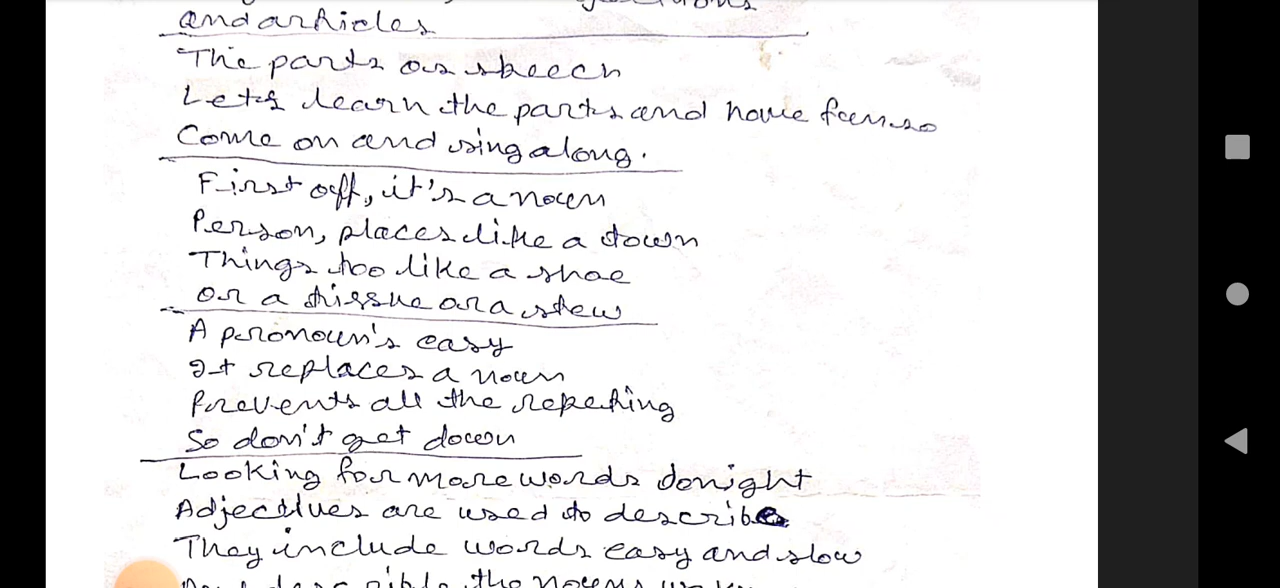 and articles
The parts of speech
Let's learn the parts and have fun so
Come on and sing along.
First off, it's a noun
Person, places like a town
Things too like a shoe
or a tissue or a stew
A pronoun's easy
It replaces a noun
Prevents all the repeating
So don't get down
Looking for more words tonight
Adjectives are used to describe
They include words easy and slow
the nouns